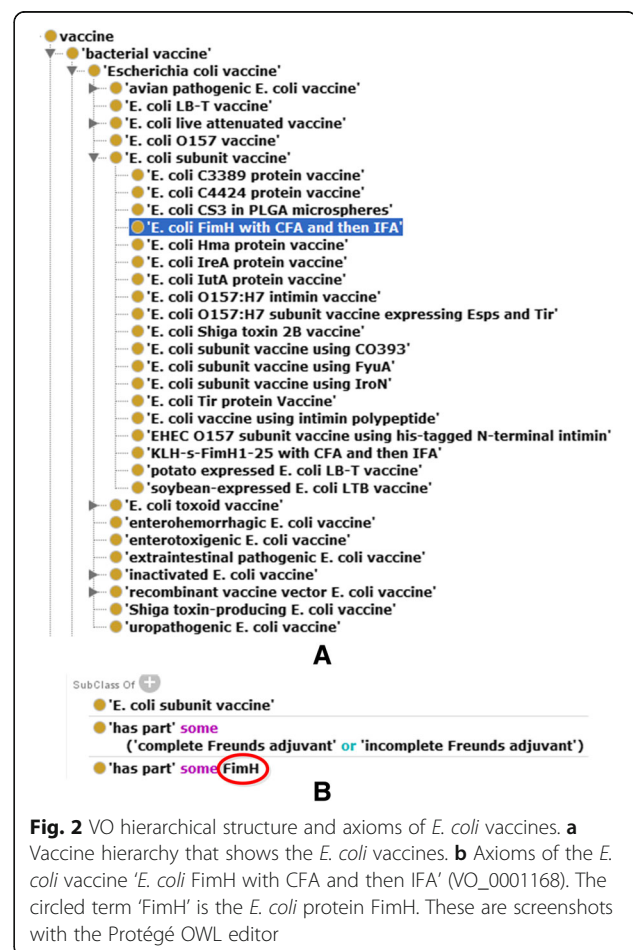 vaccine
'bacterial vaccine'
'Escherichia coli vaccine'
'avian pathogenic E. coli vaccine'
'E. coli LB-T vaccine'
'E. coli live attenuated vaccine'
'E. coli O157 vaccine'
'E. coli subunit vaccine'
'E. coli C3389 protein vaccine'
'E. coli C4424 protein vaccine'
'E. coli CS3 in PLGA microspheres'
'E. coli FimH with CFA and then IFA'
'E. coli Hma protein vaccine'
'E. coli IreA protein vaccine'
'E. coli IutA protein vaccine'
'E. coli O157:H7 intimin vaccine'
'E. coli O157:H7 subunit vaccine expressing Esps and Tir'
'E. coli Shiga toxin 2B vaccine'
'E. coli subunit vaccine using CO393'
'E. coli subunit vaccine using FyuA'
'E. coli subunit vaccine using IroN'
'E. coli Tir protein Vaccine'
'E. coli vaccine using intimin polypeptide'
'EHEC O157 subunit vaccine using his-tagged N-terminal intimin'
'KLH-s-FimH1-25 with CFA and then IFA'
'potato expressed E. coli LB-T vaccine'
'soybean-expressed E. coli LTB vaccine'
'E. coli toxoid vaccine'
'enterohemorrhagic E. coli vaccine'
'enterotoxigenic E. coli vaccine'
'extraintestinal pathogenic E. coli vaccine'
'inactivated E. coli vaccine'
'recombinant vaccine vector E. coli vaccine'
'Shiga toxin-producing E. coli vaccine'
'uropathogenic E. coli vaccine'
A
SubClass Of
'E. coli subunit vaccine'
'has part' some
('complete Freunds adjuvant' or 'incomplete Freunds adjuvant')
'has part' some FimH
B
Fig. 2 VO hierarchical structure and axioms of E. coli vaccines. a
Vaccine hierarchy that shows the E. coli vaccines. b Axioms of the E.
coli vaccine 'E. coli FimH with CFA and then IFA' (VO_0001168). The
circled term 'FimH' is the E. coli protein FimH. These are screenshots
with the Protégé OWL editor